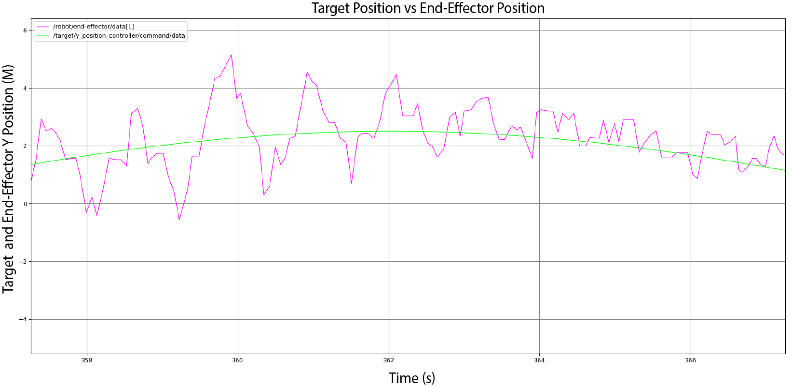 Target Position vs End-Effector Position
/robot/end-effector/data[1]
/target/y_position_controller/command/data
Target and End-Effector Y Position (M)
6
4
2
0
−2
−4
358 360 362 364 366
Time (s)